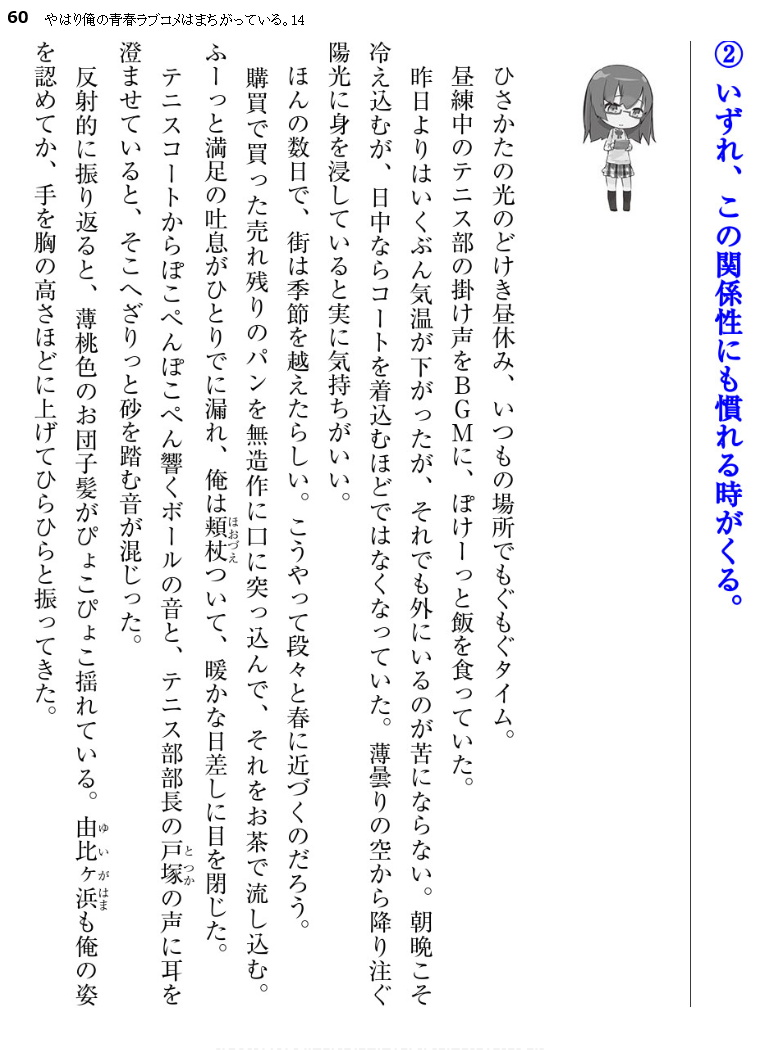 60 やはり俺の青春ラブコメはまちがっている。14
② いずれ、この関係性にも慣れる時がくる。
ひさかたの光のどけき昼休み、いつもの場所でもぐもぐタイム。
昼練中のテニス部の掛け声をBGMに、ぽけーっと飯を食っていた。
昨日よりはいくぶん気温が下がったが、それでも外にいるのが苦にならない。朝晩こそ
冷え込むが、日中ならコートを着込むほどではなくなっていた。薄曇りの空から降り注ぐ
陽光に身を浸していると実に気持ちがいい。
ほんの数日で、街は季節を越えたらしい。こうやって段々と春に近づくのだろう。
購買で買った売れ残りのパンを無造作に口に突っ込んで、それをお茶で流し込む。
ふーっと満足の吐息がひとりでに漏れ、俺は頬杖ついて、暖かな日差しに目を閉じた。
ほおづえ
テニスコートからぽこぺんぽこぺん響くボールの音と、テニス部部長の戸塚の声に耳を
とつか
澄ませていると、そこへざりっと砂を踏む音が混じった。
反射的に振り返ると、薄桃色のお団子髪がぴょこぴょこ揺れている。由比ヶ浜も俺の姿
ゆいがはま
を認めてか、手を胸の高さほどに上げてひらひらと振ってきた。